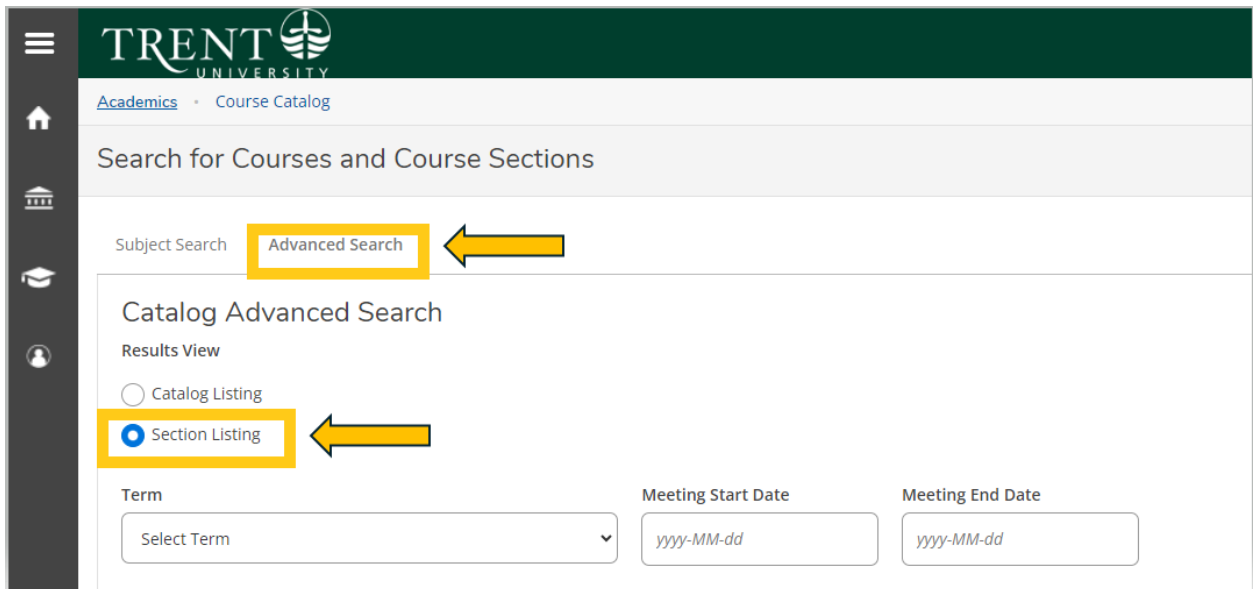 TRENT
UNIVERSITY
Academics · Course Catalog
Search for Courses and Course Sections
Subject Search Advanced Search
Catalog Advanced Search
Results View
Catalog Listing
Section Listing
Term Meeting Start Date Meeting End Date
Select Term yyyy-MM-dd yyyy-MM-dd